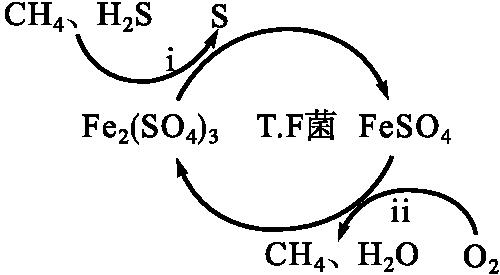 CH₄、H₂S S
i
Fe₂(SO₄)₃ T.F菌 FeSO₄
ii
CH₄、H₂O O₂